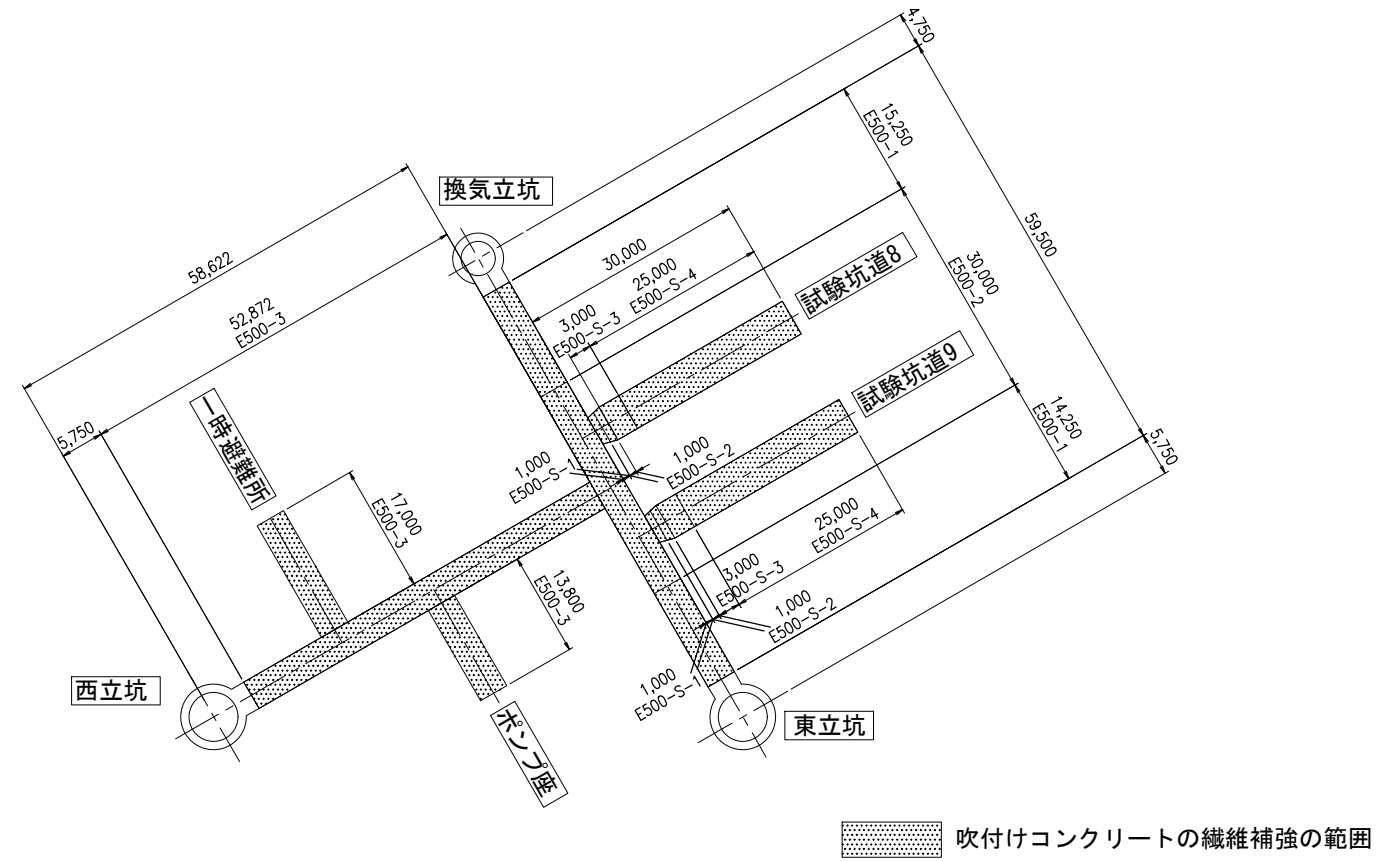 4,750
15,250
E500-1
換気立坑
59,500
58,622
30,000
30,000
E500-2
25,000
E500-S-4
試験坑道8
52,872
E500-3
3,000
E500-S-3
試験坑道9
一時避難所
14,250
E500-1
5,750
5,750
1,000
E500-S-1
1,000
E500-S-2
17,000
E500-3
25,000
E500-S-4
13,800
E500-3
3,000
E500-S-3
1,000
E500-S-2
1,000
E500-S-1
西立坑
ポンプ座
東立坑
吹付けコンクリートの繊維補強の範囲